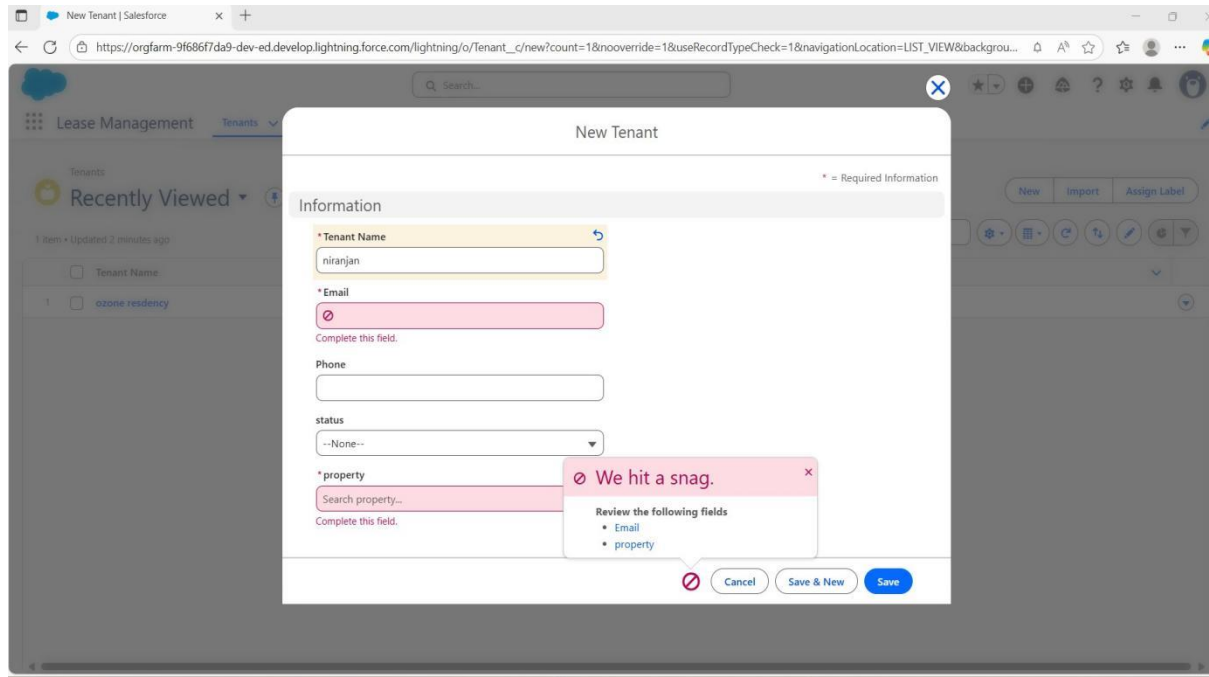 New Tenant | Salesforce
https://orgfarm-9f686f7da9-dev-ed.develop.lightning.force.com/lightning/o/Tenant__c/new?count=1&nooverride=1&useRecordTypeCheck=1&navigationLocation=LIST_VIEW&backgrou...
Search...
Lease Management
Tenants
New Tenant
* = Required Information
Tenants
Recently Viewed
New
Import
Assign Label
Information
1 item • Updated 2 minutes ago
* Tenant Name
niranjan
Tenant Name
* Email
1
ozone resdency
Complete this field.
Phone
status
--None--
* property
Search property...
Complete this field.
We hit a snag.
Review the following fields
• Email
• property
Cancel
Save & New
Save